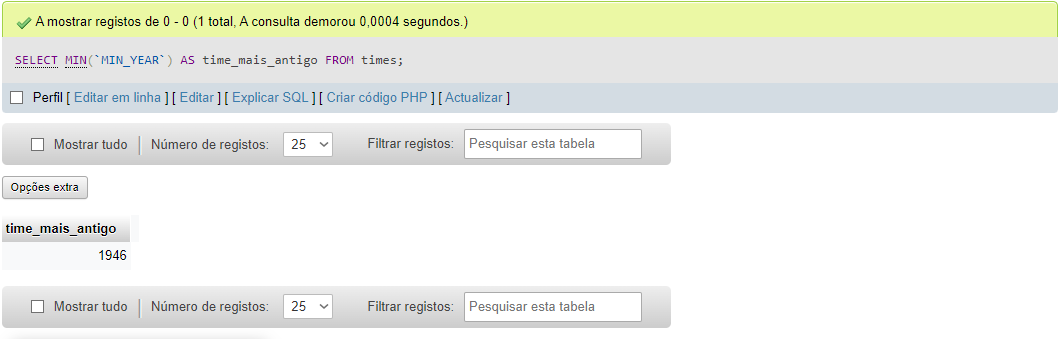 A mostrar registos de 0 - 0 (1 total, A consulta demorou 0,0004 segundos.)
SELECT MIN(`MIN_YEAR`) AS time_mais_antigo FROM times;
Perfil [ Editar em linha ] [ Editar ] [ Explicar SQL ] [ Criar código PHP ] [ Actualizar ]
Mostrar tudo Número de registos: 25 Filtrar registos: Pesquisar esta tabela
Opções extra
time_mais_antigo
1946
Mostrar tudo Número de registos: 25 Filtrar registos: Pesquisar esta tabela